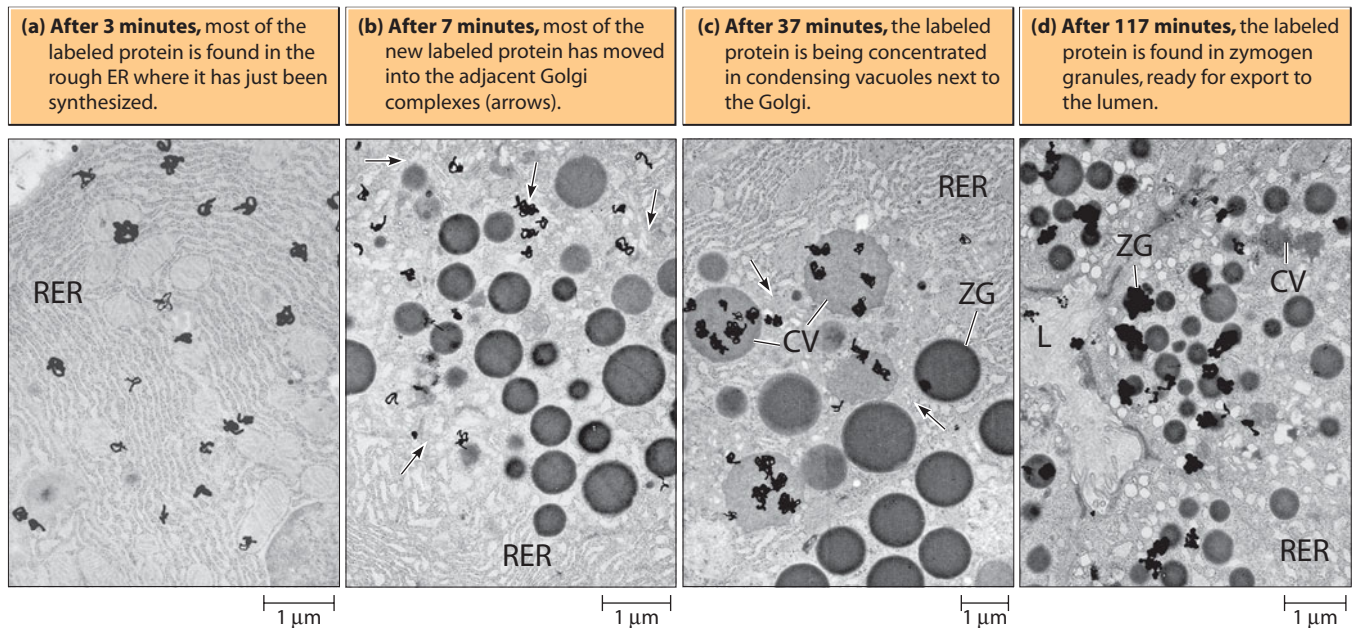 (a) After 3 minutes, most of the
labeled protein is found in the
rough ER where it has just been
synthesized.
(b) After 7 minutes, most of the
new labeled protein has moved
into the adjacent Golgi
complexes (arrows).
(c) After 37 minutes, the labeled
protein is being concentrated
in condensing vacuoles next to
the Golgi.
(d) After 117 minutes, the labeled
protein is found in zymogen
granules, ready for export to
the lumen.
RER
RER
RER
CV
ZG
ZG
CV
L
RER
1 μm
1 μm
1 μm
1 μm